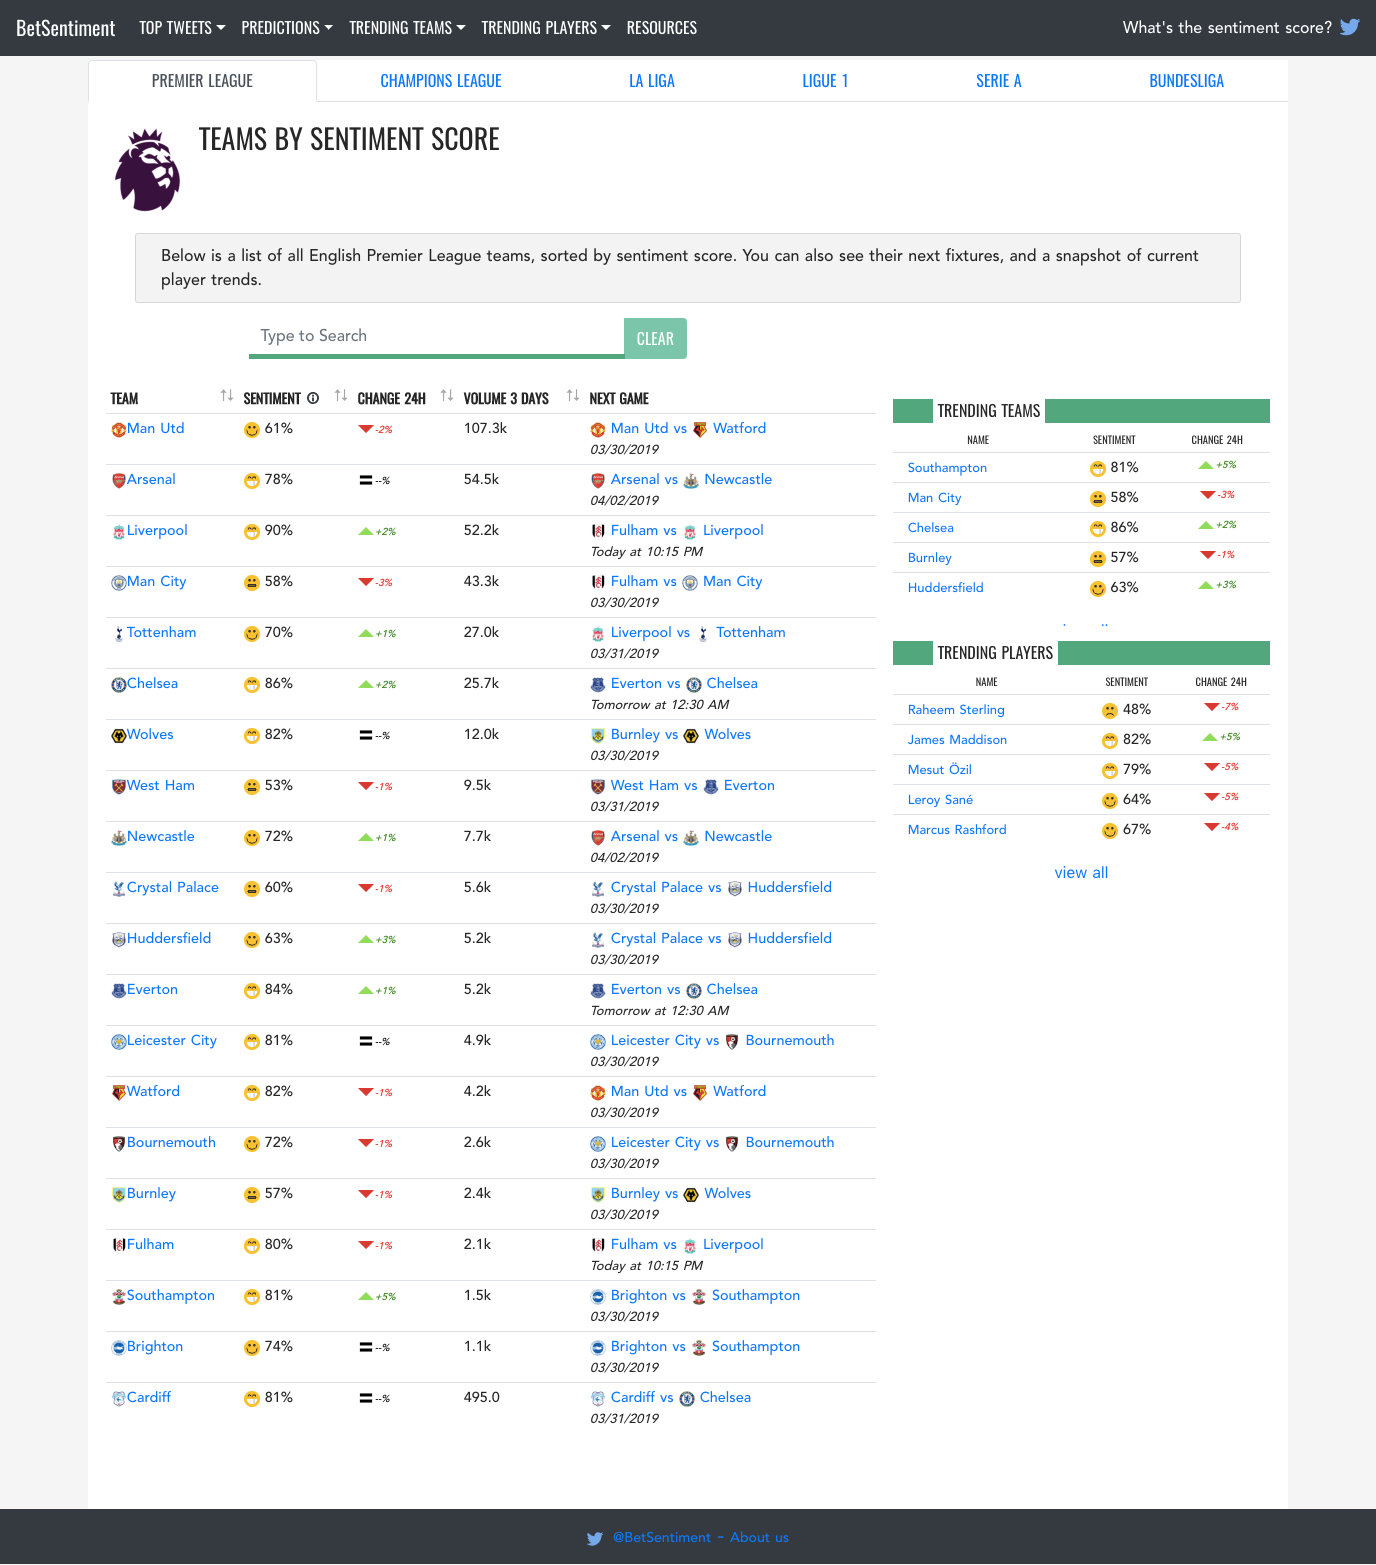 BetSentiment TOP TWEETS PREDICTIONS TRENDING TEAMS TRENDING PLAYERS RESOURCES What's the sentiment score?
PREMIER LEAGUE CHAMPIONS LEAGUE LA LIGA LIGUE 1 SERIE A BUNDESLIGA
TEAMS BY SENTIMENT SCORE
Below is a list of all English Premier League teams, sorted by sentiment score. You can also see their next fixtures, and a snapshot of current
player trends.
Type to Search CLEAR
TEAM SENTIMENT CHANGE 24H VOLUME 3 DAYS NEXT GAME
Man Utd 61% -2% 107.3k Man Utd vs Watford
03/30/2019
Arsenal 78% --% 54.5k Arsenal vs Newcastle
04/02/2019
Liverpool 90% +2% 52.2k Fulham vs Liverpool
Today at 10:15 PM
Man City 58% -3% 43.3k Fulham vs Man City
03/30/2019
Tottenham 70% +1% 27.0k Liverpool vs Tottenham
03/31/2019
Chelsea 86% +2% 25.7k Everton vs Chelsea
Tomorrow at 12:30 AM
Wolves 82% --% 12.0k Burnley vs Wolves
03/30/2019
West Ham 53% -1% 9.5k West Ham vs Everton
03/31/2019
Newcastle 72% +1% 7.7k Arsenal vs Newcastle
04/02/2019
Crystal Palace 60% -1% 5.6k Crystal Palace vs Huddersfield
03/30/2019
Huddersfield 63% +3% 5.2k Crystal Palace vs Huddersfield
03/30/2019
Everton 84% +1% 5.2k Everton vs Chelsea
Tomorrow at 12:30 AM
Leicester City 81% --% 4.9k Leicester City vs Bournemouth
03/30/2019
Watford 82% -1% 4.2k Man Utd vs Watford
03/30/2019
Bournemouth 72% -1% 2.6k Leicester City vs Bournemouth
03/30/2019
Burnley 57% -1% 2.4k Burnley vs Wolves
03/30/2019
Fulham 80% -1% 2.1k Fulham vs Liverpool
Today at 10:15 PM
Southampton 81% +5% 1.5k Brighton vs Southampton
03/30/2019
Brighton 74% --% 1.1k Brighton vs Southampton
03/30/2019
Cardiff 81% --% 495.0 Cardiff vs Chelsea
03/31/2019
TRENDING TEAMS
NAME SENTIMENT CHANGE 24H
Southampton 81% +5%
Man City 58% -3%
Chelsea 86% +2%
Burnley 57% -1%
Huddersfield 63% +3%
TRENDING PLAYERS
NAME SENTIMENT CHANGE 24H
Raheem Sterling 48% -7%
James Maddison 82% +5%
Mesut Özil 79% -5%
Leroy Sané 64% -5%
Marcus Rashford 67% -4%
view all
@BetSentiment - About us